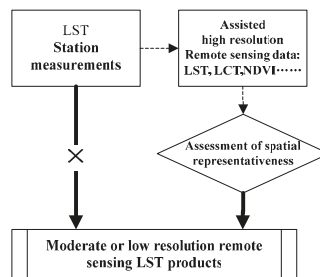 LST
Station
measurements
Assisted
high resolution
Remote sensing data:
LST, LCT,NDVI······
Assessment of spatial
representativeness
Moderate or low resolution remote
sensing LST products